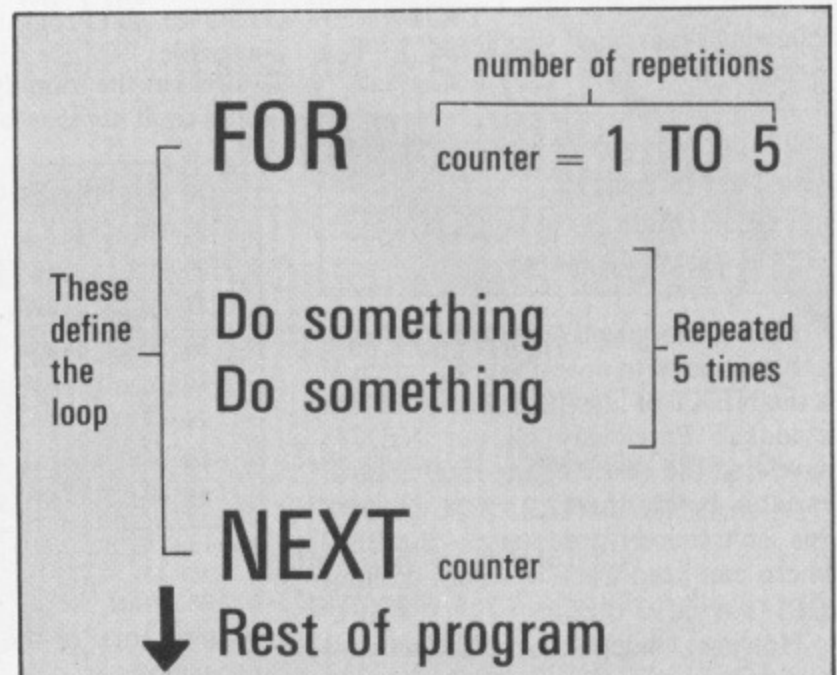 number of repetitions
FOR counter = 1 TO 5
These
define
the
loop
Do something
Do something
Repeated
5 times
NEXT counter
Rest of program